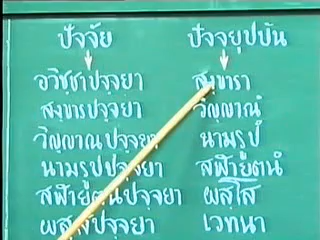 ปัจจัย ปัจจยุปบัน
อวิชฺชาปจฺจยา สงฺขารา
สงฺขารปจฺจยา วิญฺญาณํ
วิญฺญาณปจฺจยา นามรูปํ
นามรูปปจฺจยา สฬายตนํ
สฬายตนปจฺจยา ผสฺโส
ผสฺสปจฺจยา เวทนา